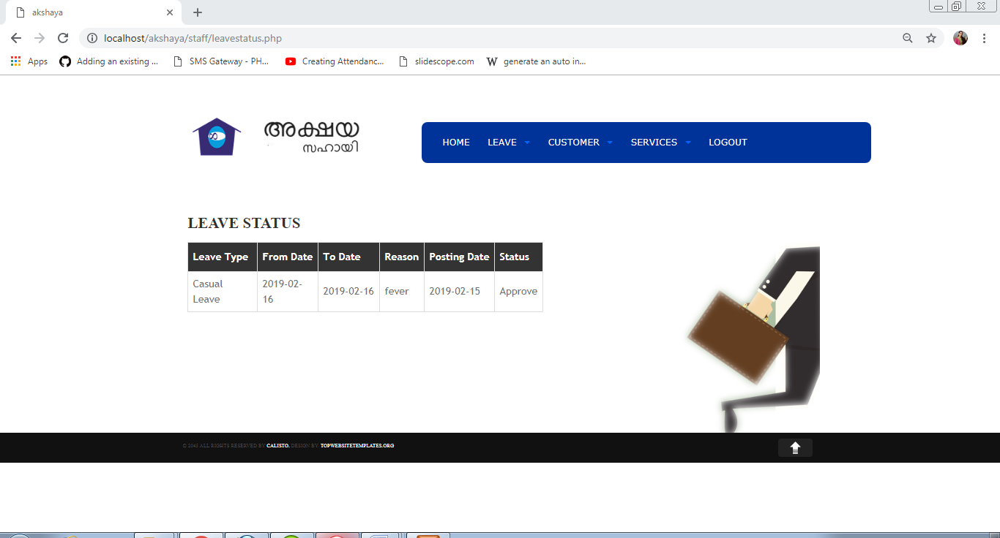 akshaya
localhost/akshaya/staff/leavestatus.php
Apps Adding an existing ... SMS Gateway - PH... Creating Attendanc... slidescope.com W generate an auto in...
അക്ഷയ
സഹായി
HOME LEAVE CUSTOMER SERVICES LOGOUT
LEAVE STATUS
Leave Type From Date To Date Reason Posting Date Status
Casual Leave 2019-02-16 2019-02-16 fever 2019-02-15 Approve
ALL RIGHTS RESERVED BY CALISTO. DESIGN BY: TOPWEBSITETEMPLATES.ORG